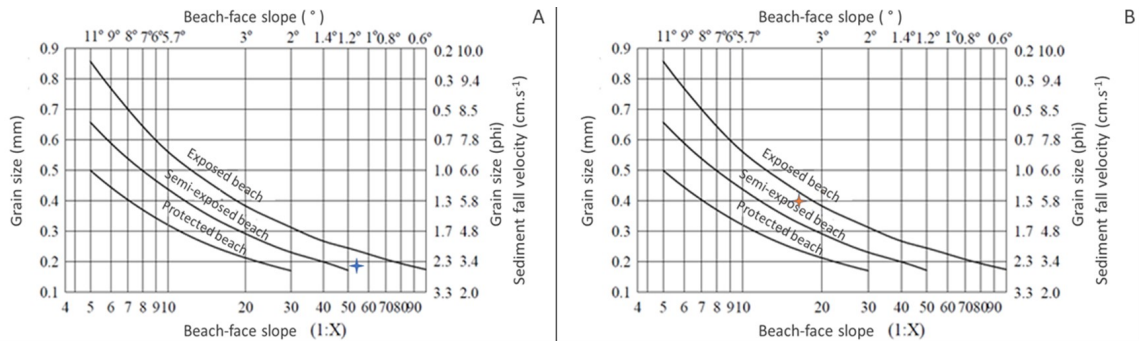 Beach-face slope ( ° )
A
11° 9° 8° 7°6°5.7° 3° 2° 1.4°1.2° 1°0.8° 0.6°
0.9
0.8
0.7
0.6
0.5
0.4
0.3
0.2
0.1
Grain size (mm)
Exposed beach
Semi-exposed beach
Protected beach
0.2 10.0
0.3 9.4
0.5 8.5
0.7 7.8
1.0 6.6
1.3 5.8
1.7 4.8
2.3 3.4
3.3 2.0
Grain size (phi)
Sediment fall velocity (cm.s-1)
4 5 6 7 8 910 20 30 40 50 60 708090
Beach-face slope (1:X)
Beach-face slope ( ° )
B
11° 9° 8° 7°6°5.7° 3° 2° 1.4°1.2° 1°0.8° 0.6°
0.9
0.8
0.7
0.6
0.5
0.4
0.3
0.2
0.1
Grain size (mm)
Exposed beach
Semi-exposed beach
Protected beach
0.2 10.0
0.3 9.4
0.5 8.5
0.7 7.8
1.0 6.6
1.3 5.8
1.7 4.8
2.3 3.4
3.3 2.0
Grain size (phi)
Sediment fall velocity (cm.s-1)
4 5 6 7 8 910 20 30 40 50 60 708090
Beach-face slope (1:X)